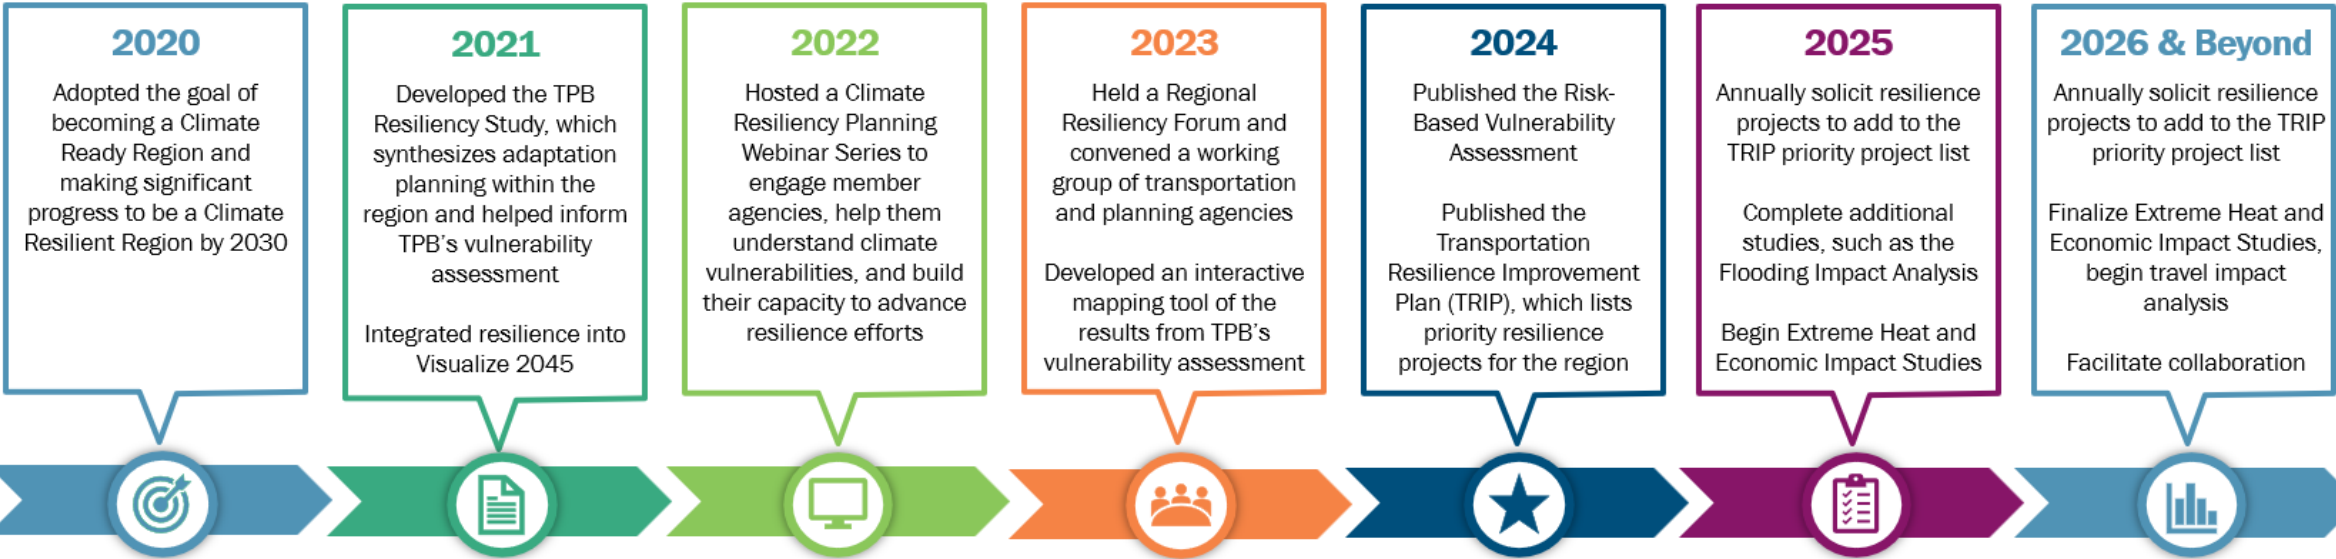 2020
Adopted the goal of
becoming a Climate
Ready Region and
making significant
progress to be a Climate
Resilient Region by 2030
2021
Developed the TPB
Resiliency Study, which
synthesizes adaptation
planning within the
region and helped inform
TPB's vulnerability
assessment
Integrated resilience into
Visualize 2045
2022
Hosted a Climate
Resiliency Planning
Webinar Series to
engage member
agencies, help them
understand climate
vulnerabilities, and build
their capacity to advance
resilience efforts
2023
Held a Regional
Resiliency Forum and
convened a working
group of transportation
and planning agencies
Developed an interactive
mapping tool of the
results from TPB's
vulnerability assessment
2024
Published the Risk-
Based Vulnerability
Assessment
Published the
Transportation
Resilience Improvement
Plan (TRIP), which lists
priority resilience
projects for the region
2025
Annually solicit resilience
projects to add to the
TRIP priority project list
Complete additional
studies, such as the
Flooding Impact Analysis
Begin Extreme Heat and
Economic Impact Studies
2026 & Beyond
Annually solicit resilience
projects to add to the TRIP
priority project list
Finalize Extreme Heat and
Economic Impact Studies,
begin travel impact
analysis
Facilitate collaboration